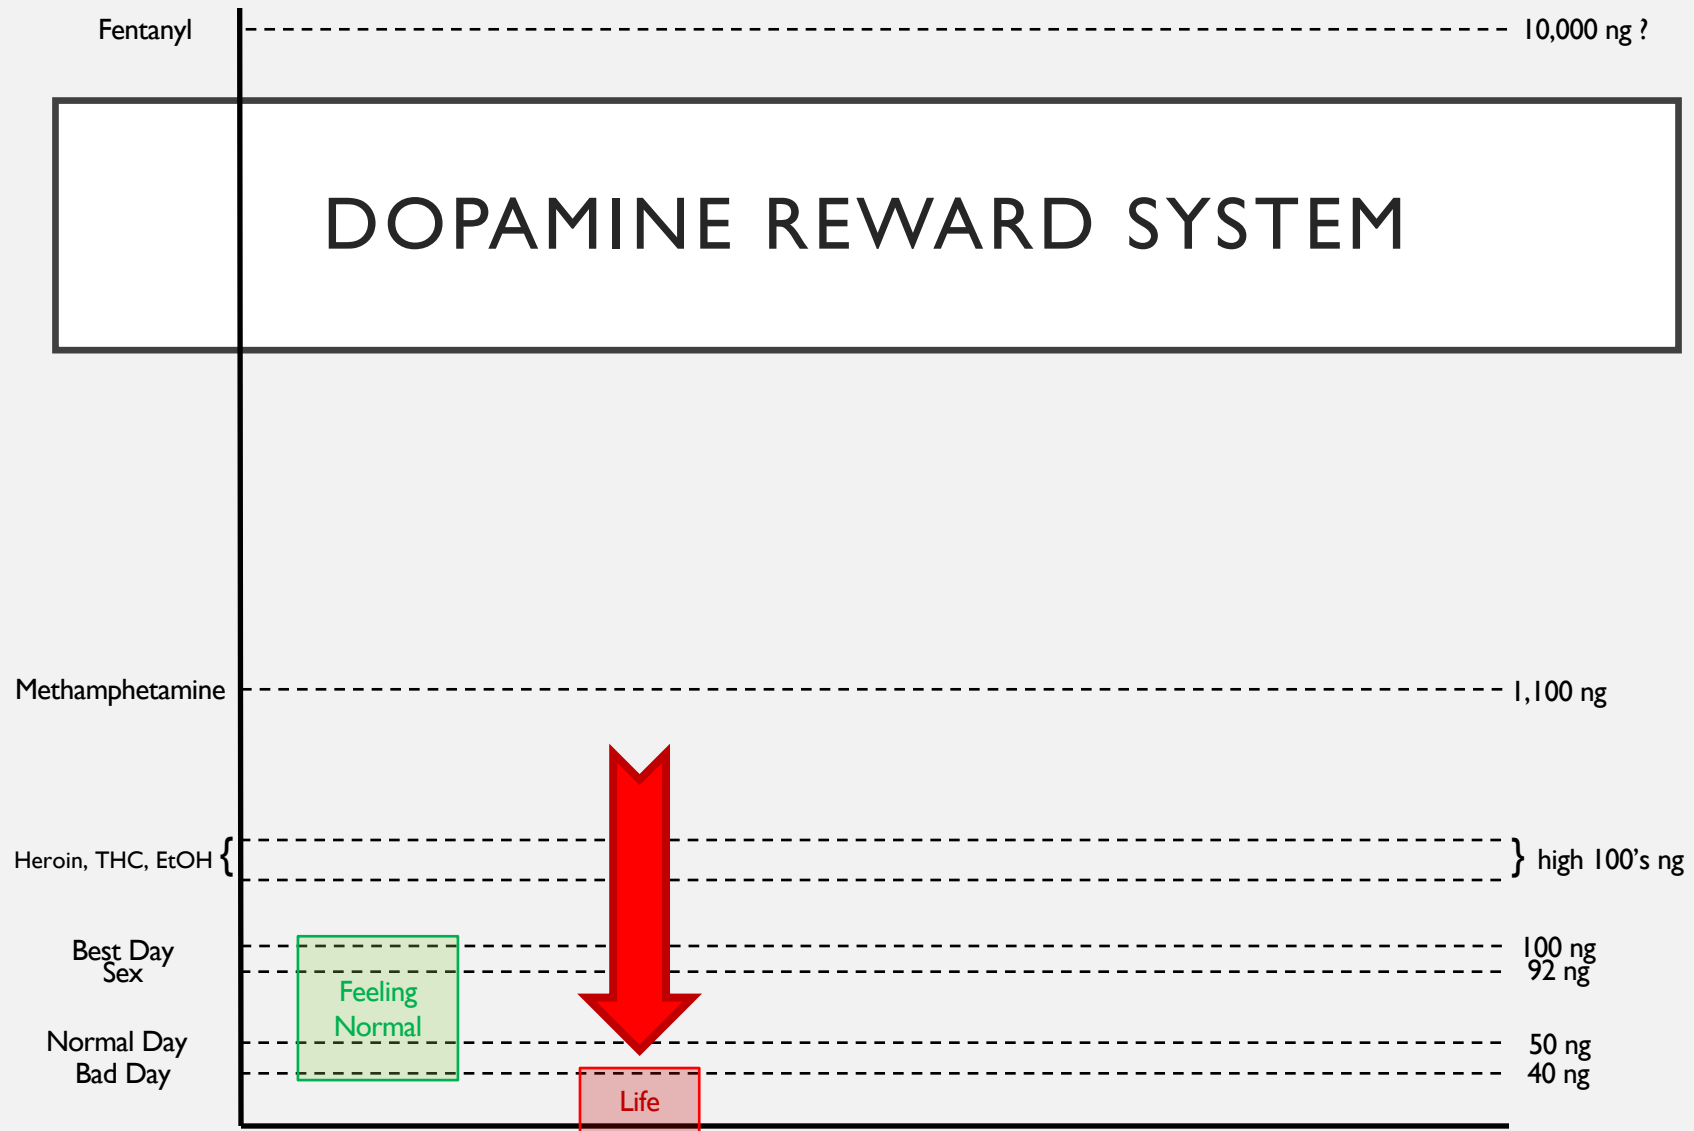 Fentanyl 10,000 ng ?
DOPAMINE REWARD SYSTEM
Methamphetamine 1,100 ng
Heroin, THC, EtOH { } high 100's ng
Best Day 100 ng
Sex 92 ng
Feeling
Normal
Normal Day 50 ng
Bad Day 40 ng
Life